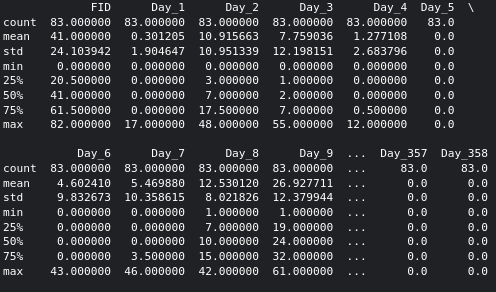 FID Day_1 Day_2 Day_3 Day_4 Day_5 \
count 83.000000 83.000000 83.000000 83.000000 83.000000 83.0
mean 41.000000 0.301205 10.915663 7.759036 1.277108 0.0
std 24.103942 1.904647 10.951339 12.198151 2.683796 0.0
min 0.000000 0.000000 0.000000 0.000000 0.000000 0.0
25% 20.500000 0.000000 3.000000 1.000000 0.000000 0.0
50% 41.000000 0.000000 7.000000 2.000000 0.000000 0.0
75% 61.500000 0.000000 17.500000 7.000000 0.500000 0.0
max 82.000000 17.000000 48.000000 55.000000 12.000000 0.0
Day_6 Day_7 Day_8 Day_9 ... Day_357 Day_358
count 83.000000 83.000000 83.000000 83.000000 ... 83.0 83.0
mean 4.602410 5.469880 12.530120 26.927711 ... 0.0 0.0
std 9.832673 10.358615 8.021826 12.379944 ... 0.0 0.0
min 0.000000 0.000000 1.000000 1.000000 ... 0.0 0.0
25% 0.000000 0.000000 7.000000 19.000000 ... 0.0 0.0
50% 0.000000 0.000000 10.000000 24.000000 ... 0.0 0.0
75% 0.000000 3.500000 15.000000 32.000000 ... 0.0 0.0
max 43.000000 46.000000 42.000000 61.000000 ... 0.0 0.0